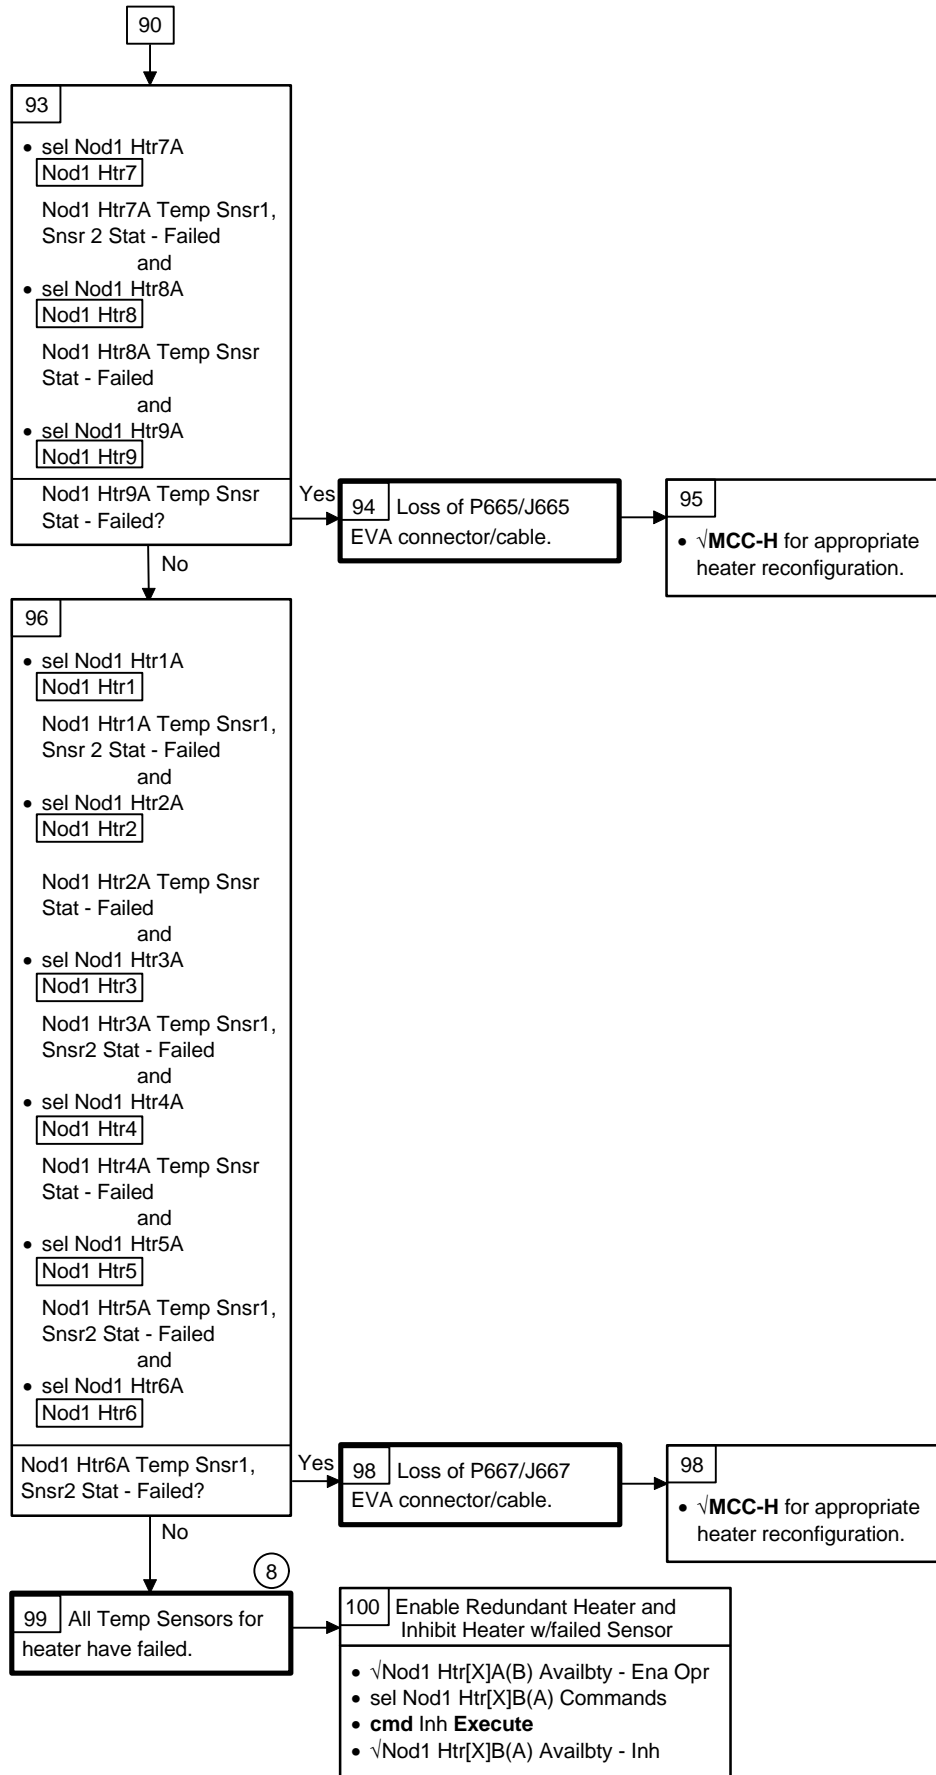 90
93
• sel Nod1 Htr7A
Nod1 Htr7
Nod1 Htr7A Temp Snsr1,
Snsr 2 Stat - Failed
and
• sel Nod1 Htr8A
Nod1 Htr8
Nod1 Htr8A Temp Snsr
Stat - Failed
and
• sel Nod1 Htr9A
Nod1 Htr9
Nod1 Htr9A Temp Snsr
Stat - Failed?
Yes
94 Loss of P665/J665
EVA connector/cable.
95
• √MCC-H for appropriate
heater reconfiguration.
No
96
• sel Nod1 Htr1A
Nod1 Htr1
Nod1 Htr1A Temp Snsr1,
Snsr 2 Stat - Failed
and
• sel Nod1 Htr2A
Nod1 Htr2
Nod1 Htr2A Temp Snsr
Stat - Failed
and
• sel Nod1 Htr3A
Nod1 Htr3
Nod1 Htr3A Temp Snsr1,
Snsr2 Stat - Failed
and
• sel Nod1 Htr4A
Nod1 Htr4
Nod1 Htr4A Temp Snsr
Stat - Failed
and
• sel Nod1 Htr5A
Nod1 Htr5
Nod1 Htr5A Temp Snsr1,
Snsr2 Stat - Failed
and
• sel Nod1 Htr6A
Nod1 Htr6
Nod1 Htr6A Temp Snsr1,
Snsr2 Stat - Failed?
Yes
98 Loss of P667/J667
EVA connector/cable.
98
• √MCC-H for appropriate
heater reconfiguration.
No
8
99 All Temp Sensors for
heater have failed.
100 Enable Redundant Heater and
Inhibit Heater w/failed Sensor
• √Nod1 Htr[X]A(B) Availbty - Ena Opr
• sel Nod1 Htr[X]B(A) Commands
• cmd Inh Execute
• √Nod1 Htr[X]B(A) Availbty - Inh